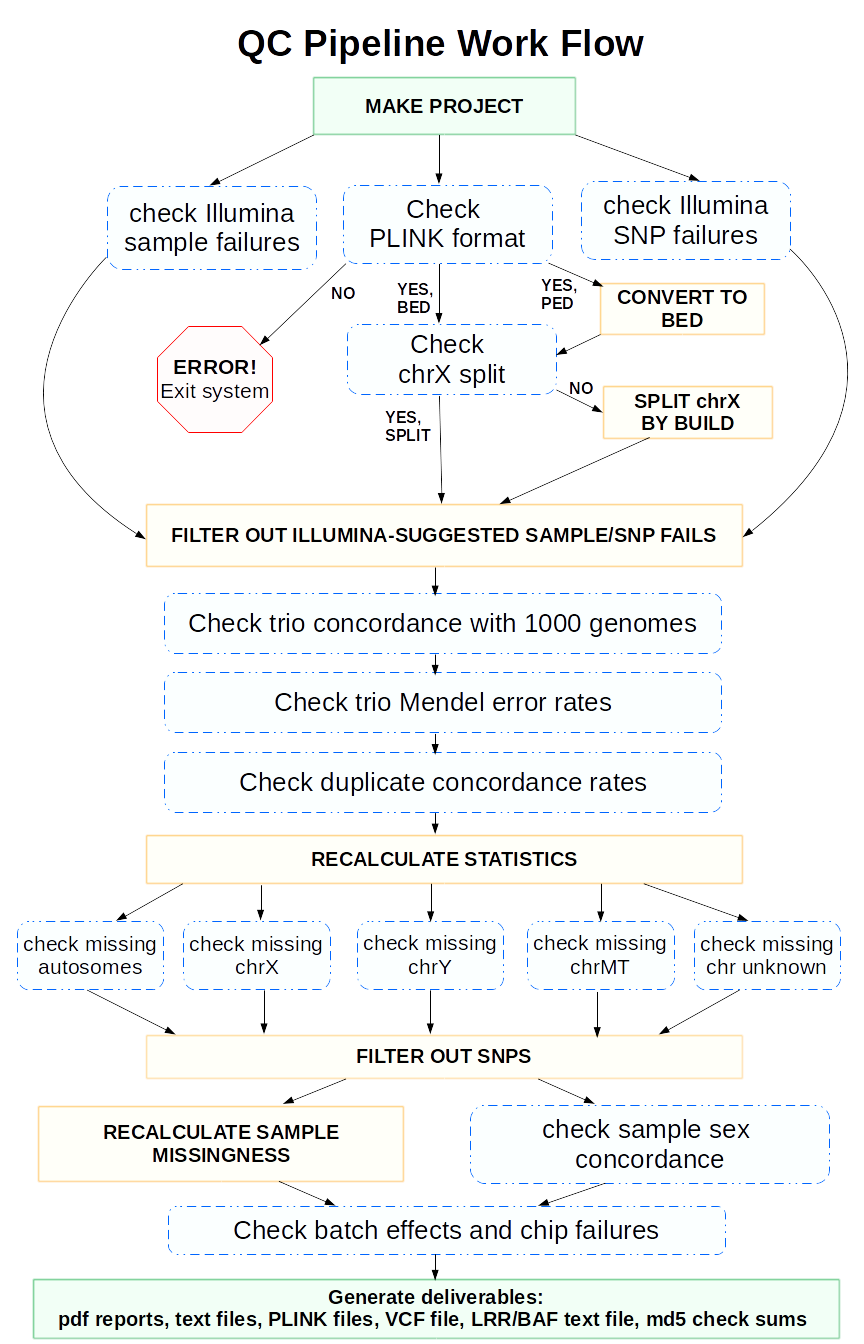 QC Pipeline Work Flow
MAKE PROJECT
check Illumina
sample failures
Check
PLINK format
check Illumina
SNP failures
NO
YES,
BED
YES,
PED
CONVERT TO
BED
ERROR!
Exit system
Check
chrX split
NO
SPLIT chrX
BY BUILD
YES,
SPLIT
FILTER OUT ILLUMINA-SUGGESTED SAMPLE/SNP FAILS
Check trio concordance with 1000 genomes
Check trio Mendel error rates
Check duplicate concordance rates
RECALCULATE STATISTICS
check missing
autosomes
check missing
chrX
check missing
chrY
check missing
chrMT
check missing
chr unknown
FILTER OUT SNPS
RECALCULATE SAMPLE
MISSINGNESS
check sample sex
concordance
Check batch effects and chip failures
Generate deliverables:
pdf reports, text files, PLINK files, VCF file, LRR/BAF text file, md5 check sums